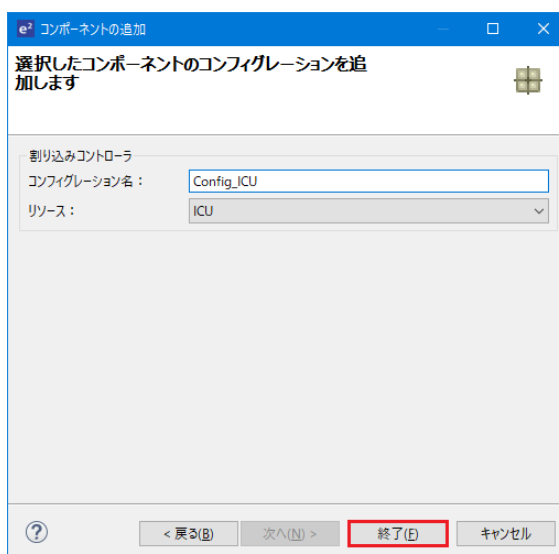 e² コンポーネントの追加
選択したコンポーネントのコンフィグレーションを追
加します
割り込みコントローラ
コンフィグレーション名： Config_ICU
リソース： ICU
? < 戻る(B) 次へ(N) > 終了(F) キャンセル